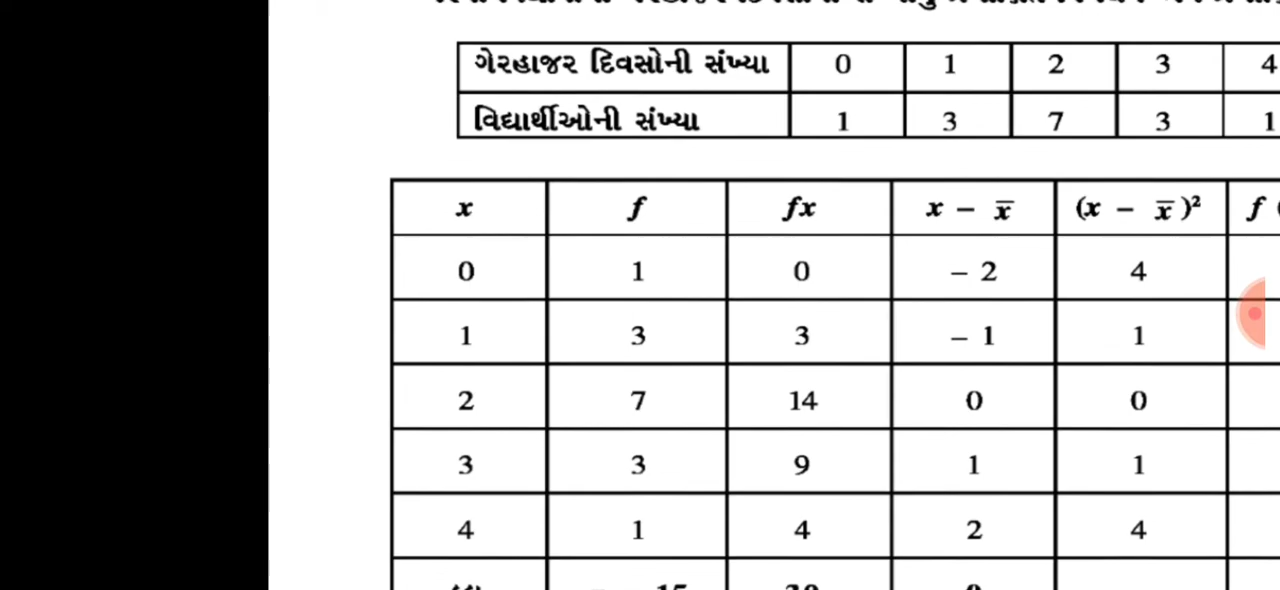 ગેરહાજર દિવસોની સંખ્યા 0 1 2 3 4
વિદ્યાર્થીઓની સંખ્યા 1 3 7 3 1
x f fx x – x̅ (x – x̅)² f (
0 1 0 – 2 4
1 3 3 – 1 1
2 7 14 0 0
3 3 9 1 1
4 1 4 2 4